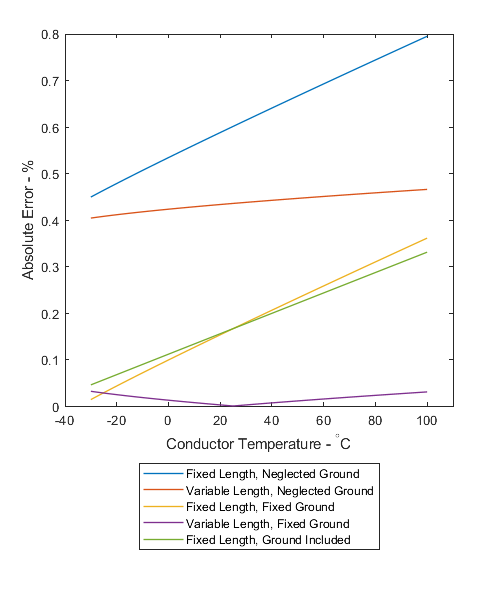 0.8
0.7
0.6
0.5
0.4
0.3
0.2
0.1
0
-40 -20 0 20 40 60 80 100
Absolute Error - %
Conductor Temperature - °C
Fixed Length, Neglected Ground
Variable Length, Neglected Ground
Fixed Length, Fixed Ground
Variable Length, Fixed Ground
Fixed Length, Ground Included